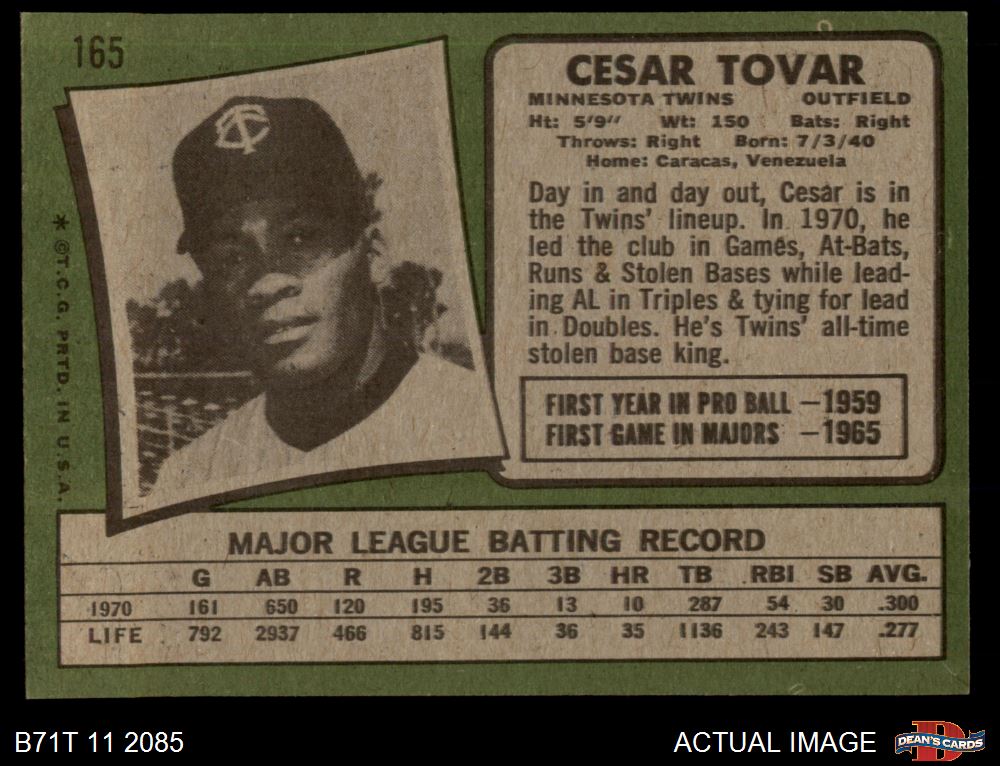 165
CESAR TOVAR
MINNESOTA TWINS OUTFIELD
Ht: 5'9" Wt: 150 Bats: Right
Throws: Right Born: 7/3/40
Home: Caracas, Venezuela
Day in and day out, Cesar is in
the Twins' lineup. In 1970, he
led the club in Games, At-Bats,
Runs & Stolen Bases while lead-
ing AL in Triples & tying for lead
in Doubles. He's Twins' all-time
stolen base king.
FIRST YEAR IN PRO BALL —1959
FIRST GAME IN MAJORS —1965
* ©T.C.G. PRTD. IN U.S.A.
TC
MAJOR LEAGUE BATTING RECORD
G AB R H 2B 3B HR TB RBI SB AVG.
1970 161 650 120 195 36 13 10 287 54 30 .300
LIFE 792 2937 466 815 144 36 35 1136 243 147 .277
B71T 11 2085
ACTUAL IMAGE
DEAN'S CARDS